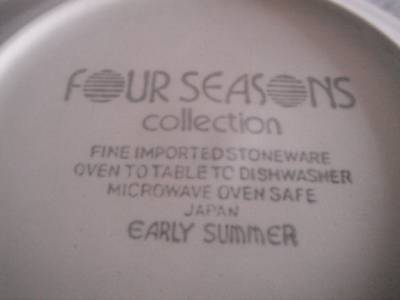 FOUR SEASONS
collection
FINE IMPORTED STONEWARE
OVEN TO TABLE TO DISHWASHER
MICROWAVE OVEN SAFE
JAPAN
EARLY SUMMER